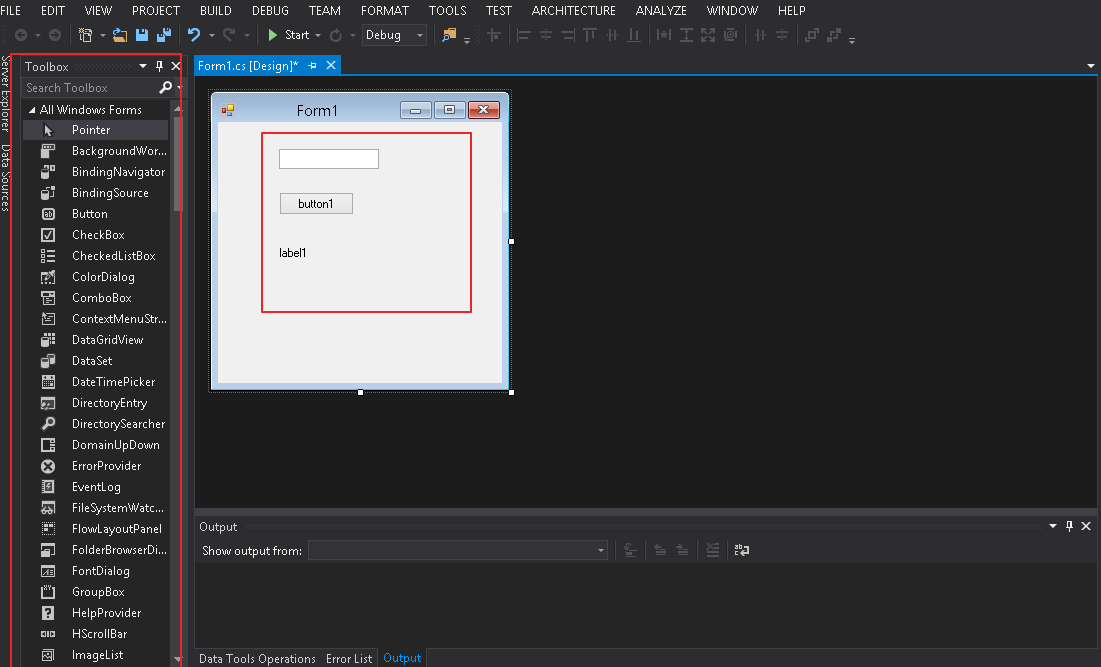 FILE EDIT VIEW PROJECT BUILD DEBUG TEAM FORMAT TOOLS TEST ARCHITECTURE ANALYZE WINDOW HELP
Start Debug
Server Explorer
Data Sources
Toolbox
Search Toolbox
All Windows Forms
Pointer
BackgroundWor...
BindingNavigator
BindingSource
Button
CheckBox
CheckedListBox
ColorDialog
ComboBox
ContextMenuStr...
DataGridView
DataSet
DateTimePicker
DirectoryEntry
DirectorySearcher
DomainUpDown
ErrorProvider
EventLog
FileSystemWatc...
FlowLayoutPanel
FolderBrowserDi...
FontDialog
GroupBox
HelpProvider
HScrollBar
ImageList
Form1.cs [Design]*
Form1
button1
label1
Output
Show output from:
Data Tools Operations Error List Output